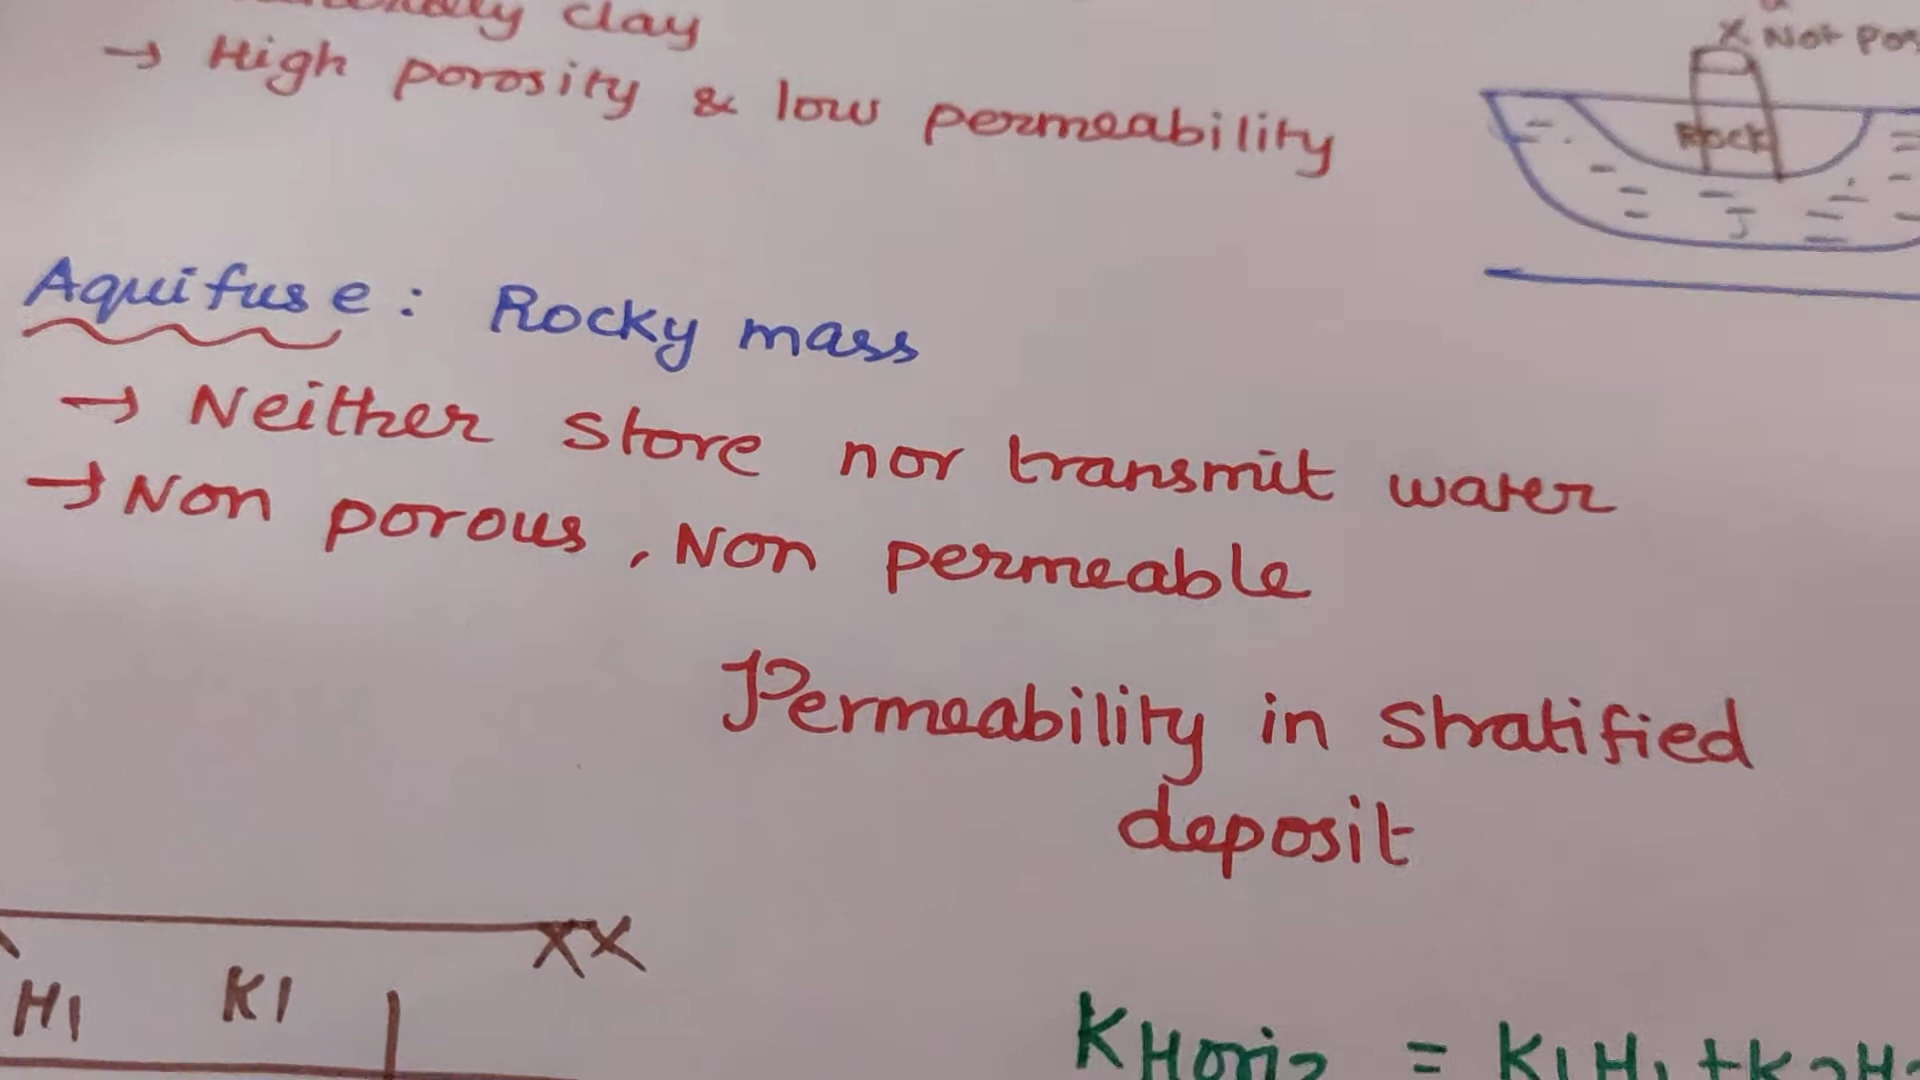 clay
→ High porosity & low permeability
X Not
Rock
Aquifuse: Rocky mass
→ Neither store nor transmit water
→ Non porous, Non permeable
Permeability in stratified
deposit
XX
H1 K1
KHoriz = K1H1 + K2H2